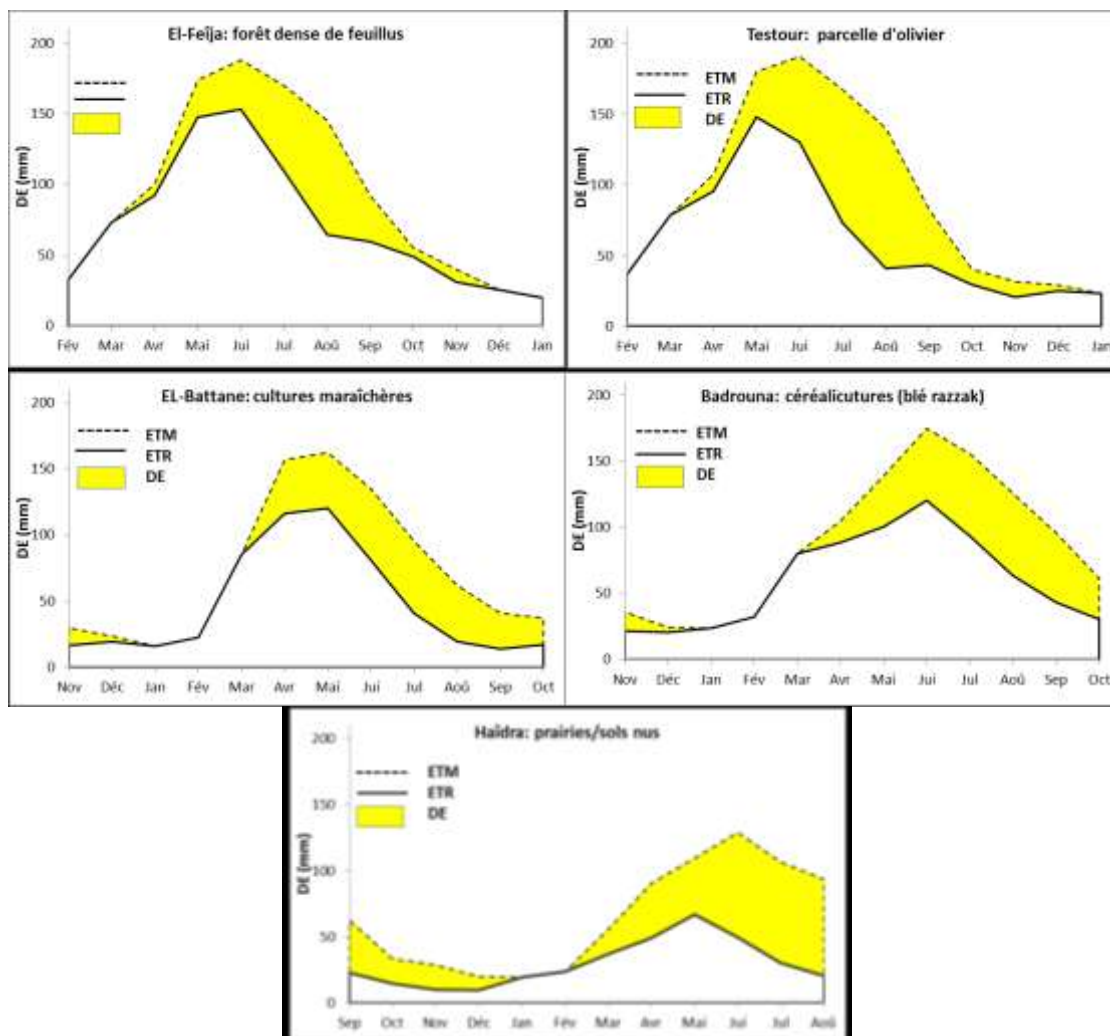 El-Feîja: forêt dense de feuillus
200
150
100
50
0
DE (mm)
Fév Mar Avr Mai Jui Jul Aoû Sep Oct Nov Déc Jan
Testour: parcelle d'olivier
200
150
100
50
0
DE (mm)
ETM
ETR
DE
Fév Mar Avr Mai Jui Jul Aoû Sep Oct Nov Déc Jan
EL-Battane: cultures maraîchères
200
150
100
50
0
DE (mm)
ETM
ETR
DE
Nov Déc Jan Fév Mar Avr Mai Jui Jul Aoû Sep Oct
Badrouna: céréalicutures (blé razzak)
200
150
100
50
0
DE (mm)
ETM
ETR
DE
Nov Déc Jan Fév Mar Avr Mai Jui Jul Aoû Sep Oct
Haîdra: prairies/sols nus
200
150
100
50
0
DE (mm)
ETM
ETR
DE
Sep Oct Nov Déc Jan Fév Mar Avr Mai Jui Jul Aoû